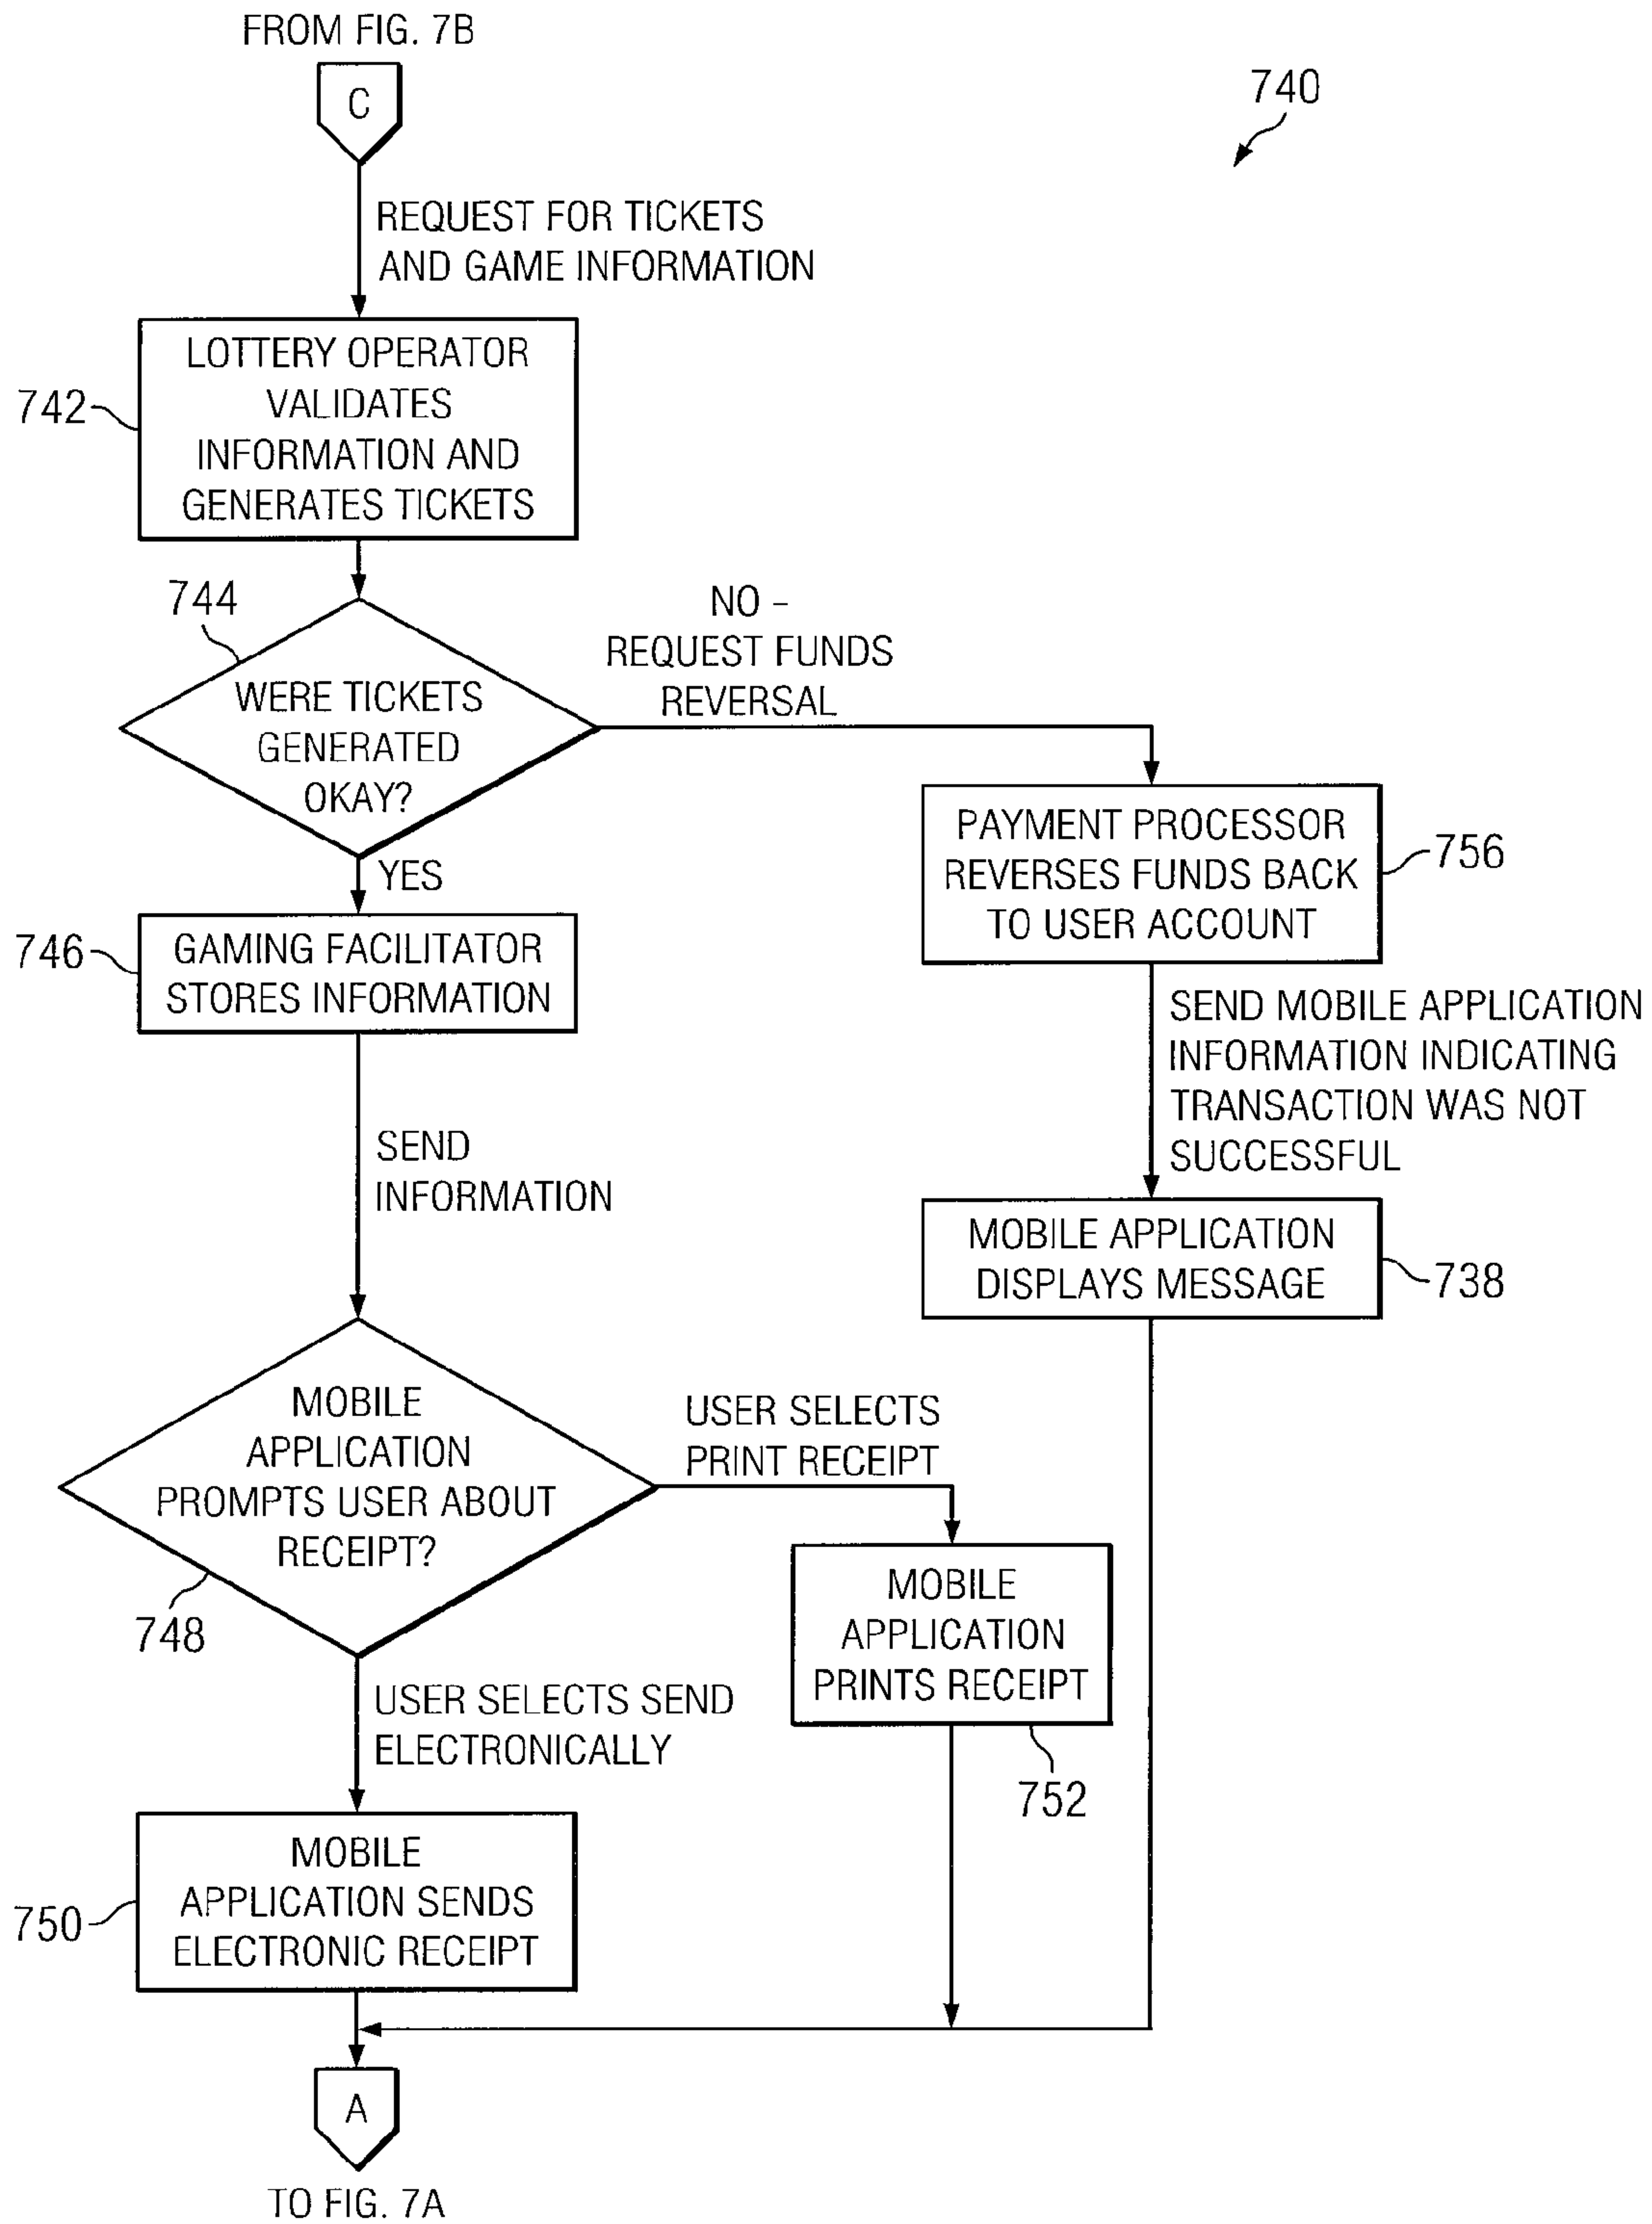 FROM FIG. 7B
C
740
REQUEST FOR TICKETS
AND GAME INFORMATION
742
LOTTERY OPERATOR
VALIDATES
INFORMATION AND
GENERATES TICKETS
744
WERE TICKETS
GENERATED
OKAY?
NO –
REQUEST FUNDS
REVERSAL
YES
PAYMENT PROCESSOR
REVERSES FUNDS BACK
TO USER ACCOUNT
756
746
GAMING FACILITATOR
STORES INFORMATION
SEND MOBILE APPLICATION
INFORMATION INDICATING
TRANSACTION WAS NOT
SUCCESSFUL
SEND
INFORMATION
MOBILE APPLICATION
DISPLAYS MESSAGE
738
MOBILE
APPLICATION
PROMPTS USER ABOUT
RECEIPT?
748
USER SELECTS
PRINT RECEIPT
MOBILE
APPLICATION
PRINTS RECEIPT
752
USER SELECTS SEND
ELECTRONICALLY
750
MOBILE
APPLICATION SENDS
ELECTRONIC RECEIPT
A
TO FIG. 7A